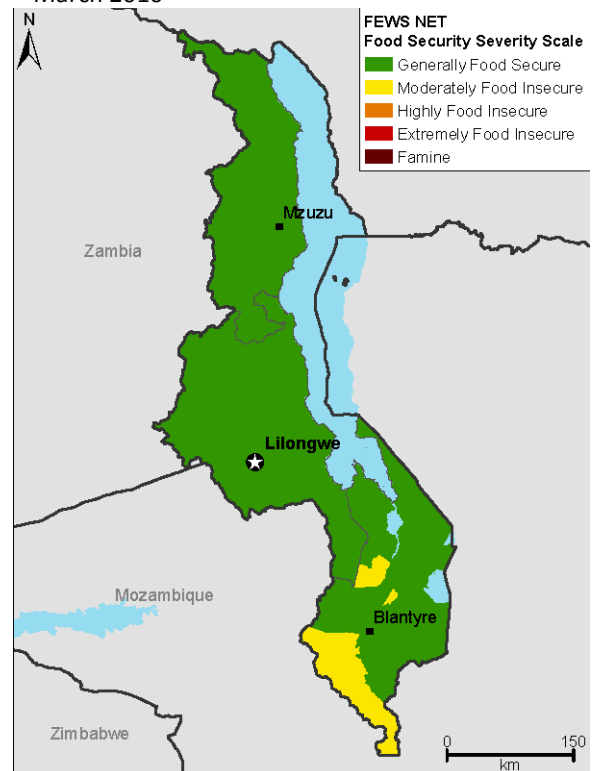 March
N
FEWS NET
Food Security Severity Scale
Generally Food Secure
Moderately Food Insecure
Highly Food Insecure
Extremely Food Insecure
Famine
Mzuzu
Zambia
Lilongwe
Mozambique
Blantyre
Zimbabwe
0 150
km